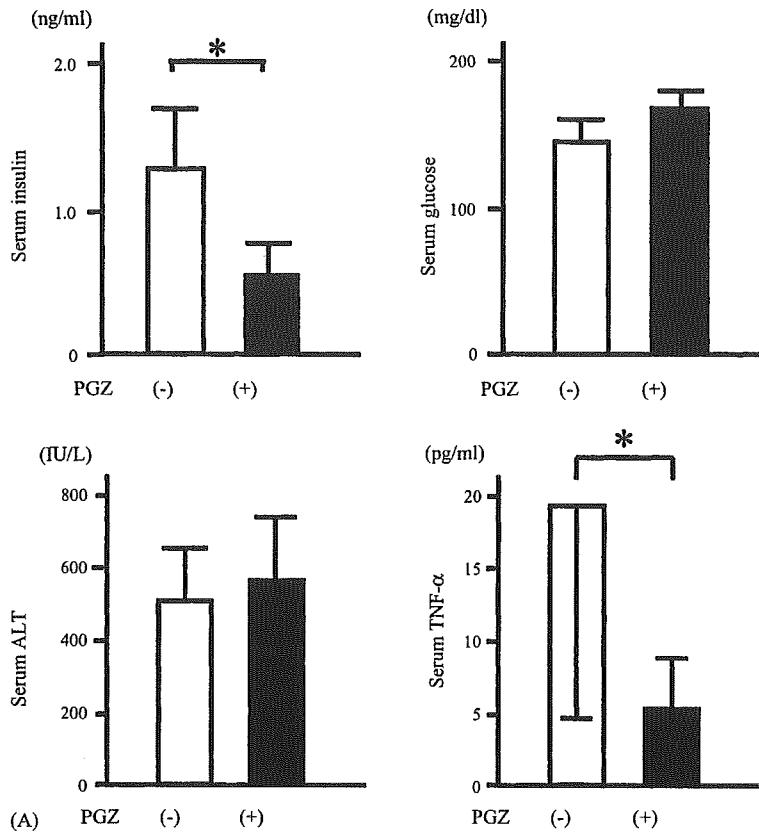 (ng/ml)
*
2.0
1.0
0
Serum insulin
PGZ (-) (+)
(mg/dl)
200
100
0
Serum glucose
PGZ (-) (+)
(IU/L)
800
600
400
200
0
Serum ALT
(A) PGZ (-) (+)
(pg/ml)
*
20
15
10
5
0
Serum TNF-α
PGZ (-) (+)